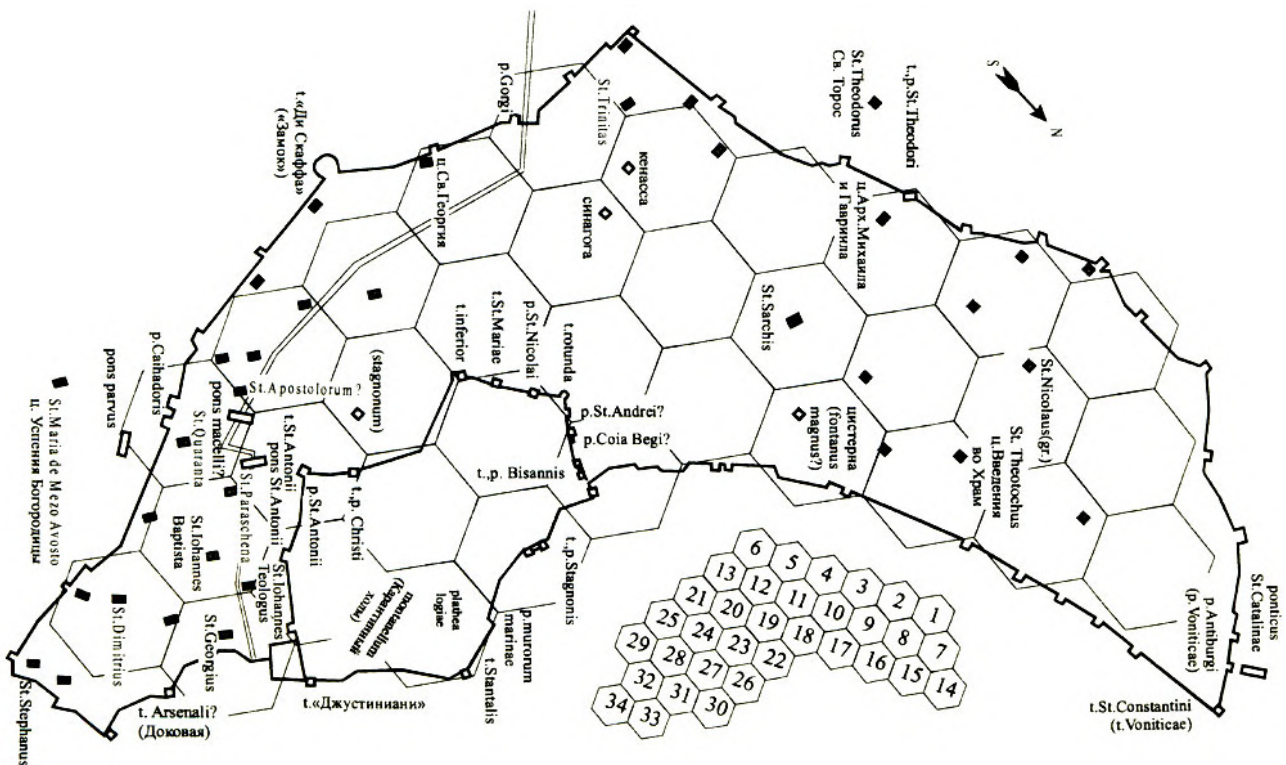 S
N
p.Gorgi
St.Trinitas
St.Theodorus
Св. Торос
t.,p.St.Theodori
t.«Ди Скаффа»
(«Замок»)
ц.Св.Георгия
кенасса
синагога
ц.Арх.Михаила
и Гавриила
St.Sarchis
t.inferior
t.St.Mariae
p.St.Nicolai
t.rotunda
St.Nicolaus(gr.)
St. Theotochus
ц.Введения
во Храм
цистерна
(fontanus
magnus?)
p.St.Andrei?
p.Coia Begi?
t.,p. Bisannis
(stagnonum)
St.Apostolorum?
p.Caihadoris
pons parvus
pons macelli?
St.Quaranta
t.St.Antonii
pons St.Antonii
p.St.Antonii
t.,p. Christi
St.Maria de Mezo Avosto
ц. Успения Богородицы
St.Iohannes
Baptista
St.Paraschena
St.Iohannes
Teologus
montanellum
(Карантинный
холм)
plathea
logiae
t.,p.Stagnonis
p.murorum
marinae
t.Stantalis
St.Dimitrius
St.Georgius
St.Stephanus
t. Arsenali?
(Доковая)
t.«Джустиниани»
ponticus
St.Catalinae
p.Antiburgi
(p.Voniticae)
t.St.Constantini
(t.Voniticae)
6 5 4 3 2 1
13 12 11 10 9 8 7
21 20 19 18 17 16 15 14
25 24 23 22
29 28 27 26
32 31 30
34 33